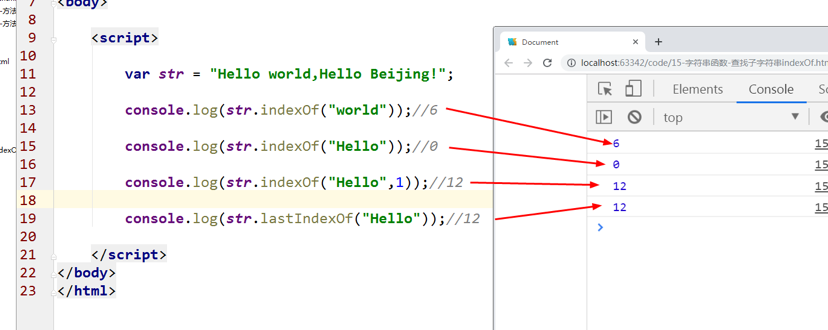 -方法
-方法
tml
dexO
7 <body>
8
9 <script>
10
11 var str = "Hello world,Hello Beijing!";
12
13 console.log(str.indexOf("world"));//6
14
15 console.log(str.indexOf("Hello"));//0
16
17 console.log(str.indexOf("Hello",1));//12
18
19 console.log(str.lastIndexOf("Hello"));//12
20
21 </script>
22 </body>
23 </html>
Document
localhost:63342/code/15-字符串函数-查找子字符串indexOf.htm
Elements Console So
top
6 15
0 15
12 15
12 15